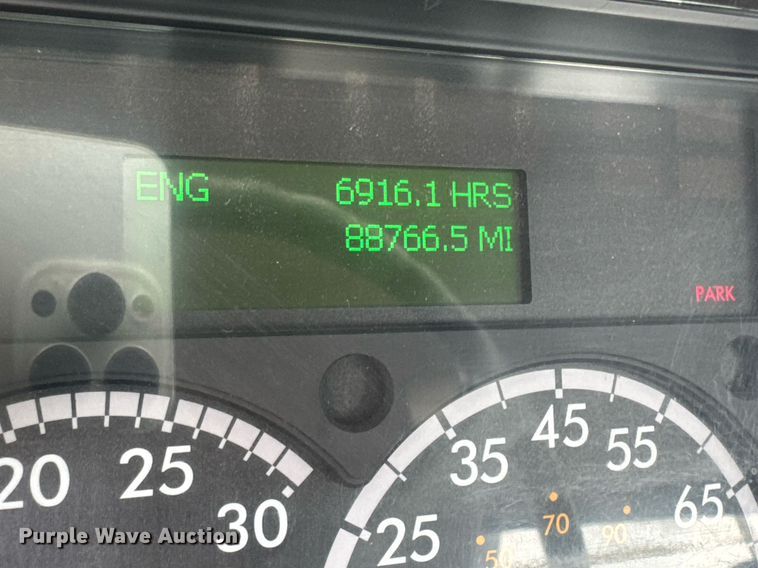 ENG 6916.1 HRS
88766.5 MI
PARK
20 25 30
25 35 45 55 65
50 70 90
Purple Wave Auction